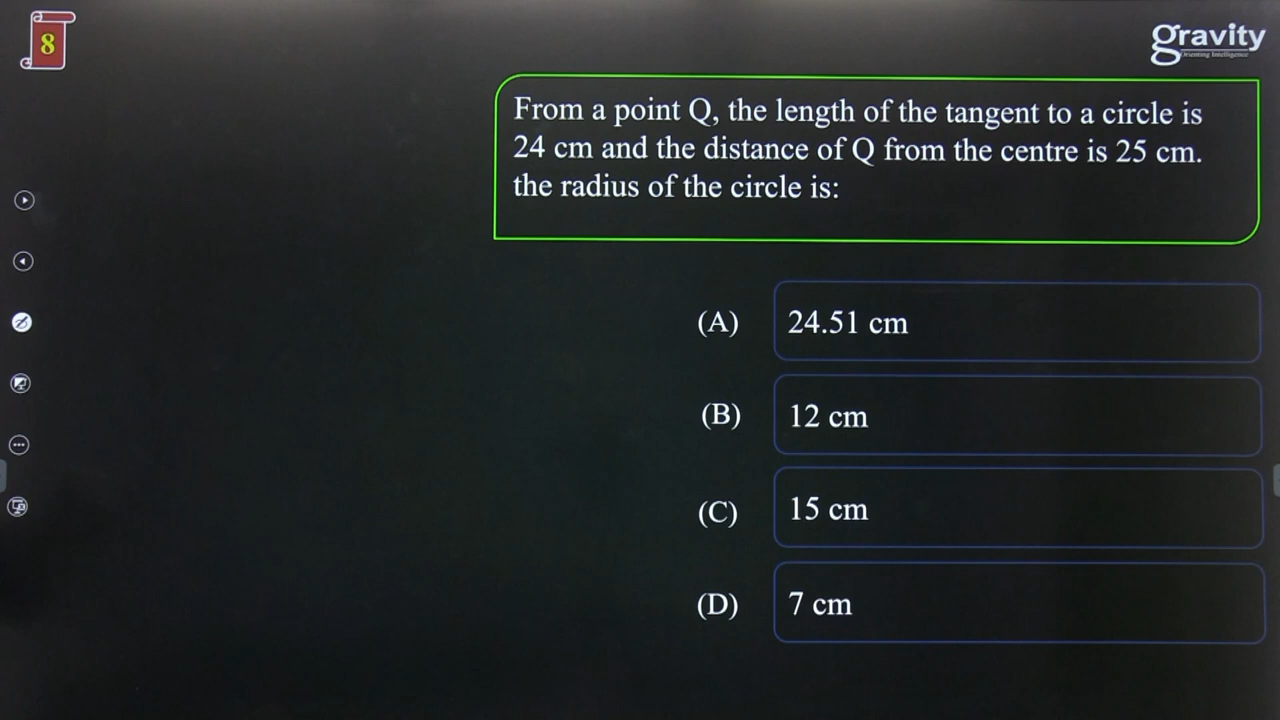 8
gravity
Orienting Intelligence
From a point Q, the length of the tangent to a circle is
24 cm and the distance of Q from the centre is 25 cm.
the radius of the circle is:
(A) 24.51 cm
(B) 12 cm
(C) 15 cm
(D) 7 cm